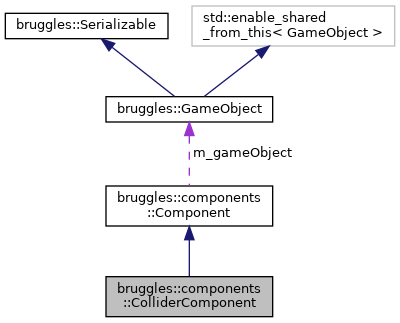 bruggles::Serializable
std::enable_shared
_from_this< GameObject >
bruggles::GameObject
m_gameObject
bruggles::components
::Component
bruggles::components
::ColliderComponent